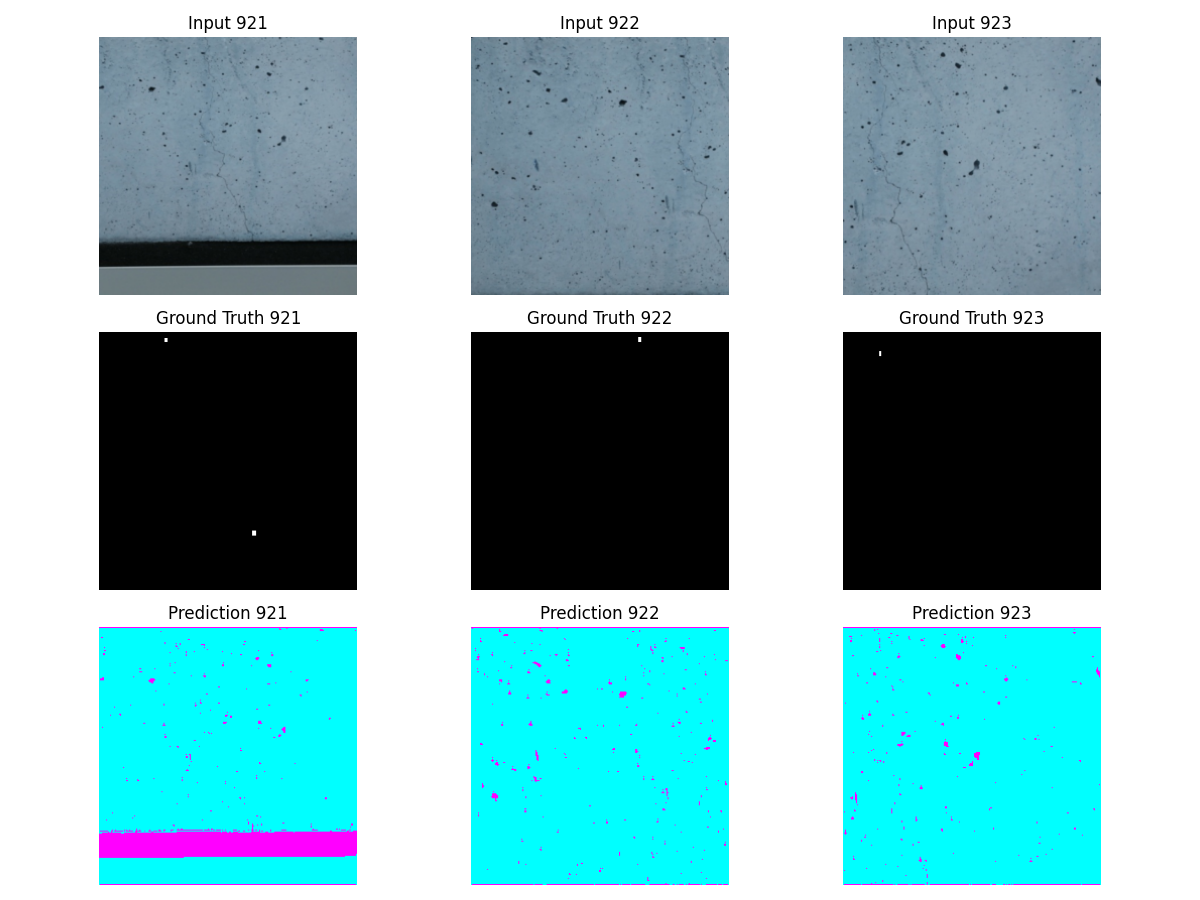 Input 921
Input 922
Input 923
Ground Truth 921
Ground Truth 922
Ground Truth 923
Prediction 921
Prediction 922
Prediction 923